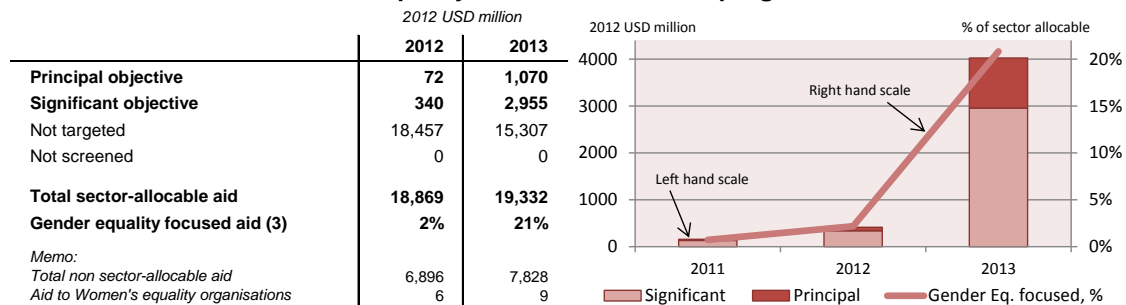 2012 USD million
2012 2013
Principal objective 72 1,070
Significant objective 340 2,955
Not targeted 18,457 15,307
Not screened 0 0
Total sector-allocable aid 18,869 19,332
Gender equality focused aid (3) 2% 21%
Memo:
Total non sector-allocable aid 6,896 7,828
Aid to Women's equality organisations 6 9
2012 USD million % of sector allocable
4000 20%
Right hand scale
3000 15%
2000 10%
Left hand scale
1000 5%
0 0%
2011 2012 2013
Significant Principal Gender Eq. focused, %